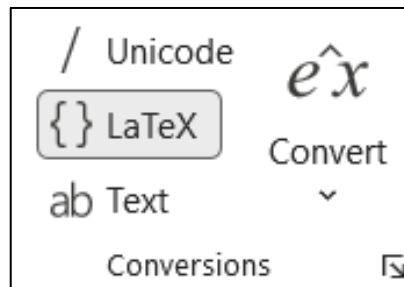 / Unicode
{} LaTeX
ab Text
e^x
Convert
Conversions